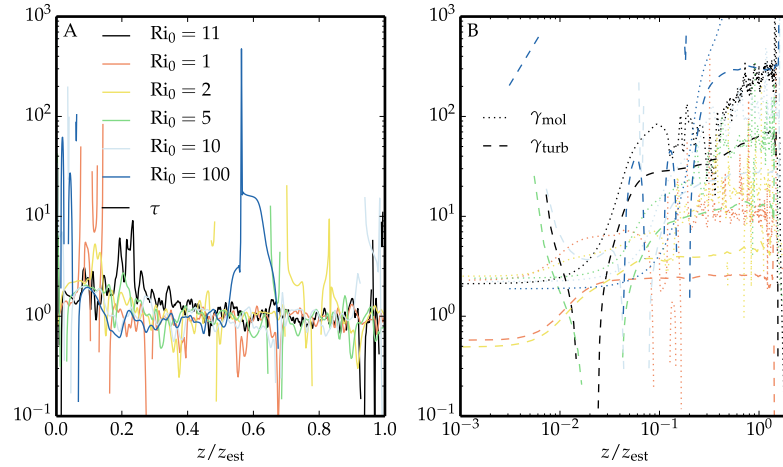 A
Ri₀ = 11
Ri₀ = 1
Ri₀ = 2
Ri₀ = 5
Ri₀ = 10
Ri₀ = 100
τ
10³
10²
10¹
10⁰
10⁻¹
0.0 0.2 0.4 0.6 0.8 1.0
z/z_est
B
γ_mol
γ_turb
10³
10²
10¹
10⁰
10⁻¹
10⁻³ 10⁻² 10⁻¹ 10⁰
z/z_est